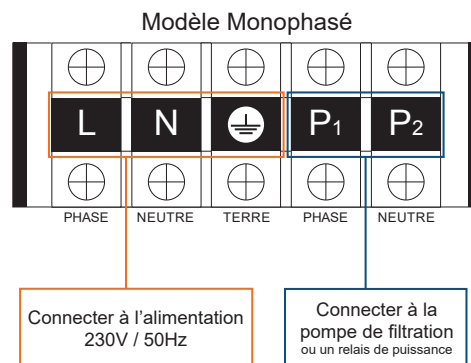 Modèle Monophasé
L N P1 P2
PHASE NEUTRE TERRE PHASE NEUTRE
Connecter à l'alimentation
230V / 50Hz
Connecter à la
pompe de filtration
ou un relais de puissance